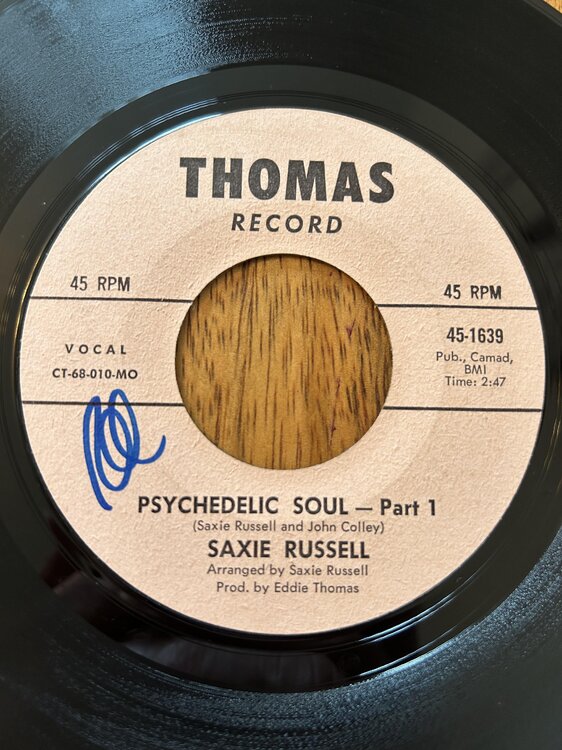 THOMAS
RECORD
45 RPM
45 RPM
VOCAL
CT-68-010-MO
45-1639
Pub., Camad,
BMI
Time: 2:47
PSYCHEDELIC SOUL — Part 1
(Saxie Russell and John Colley)
SAXIE RUSSELL
Arranged by Saxie Russell
Prod. by Eddie Thomas